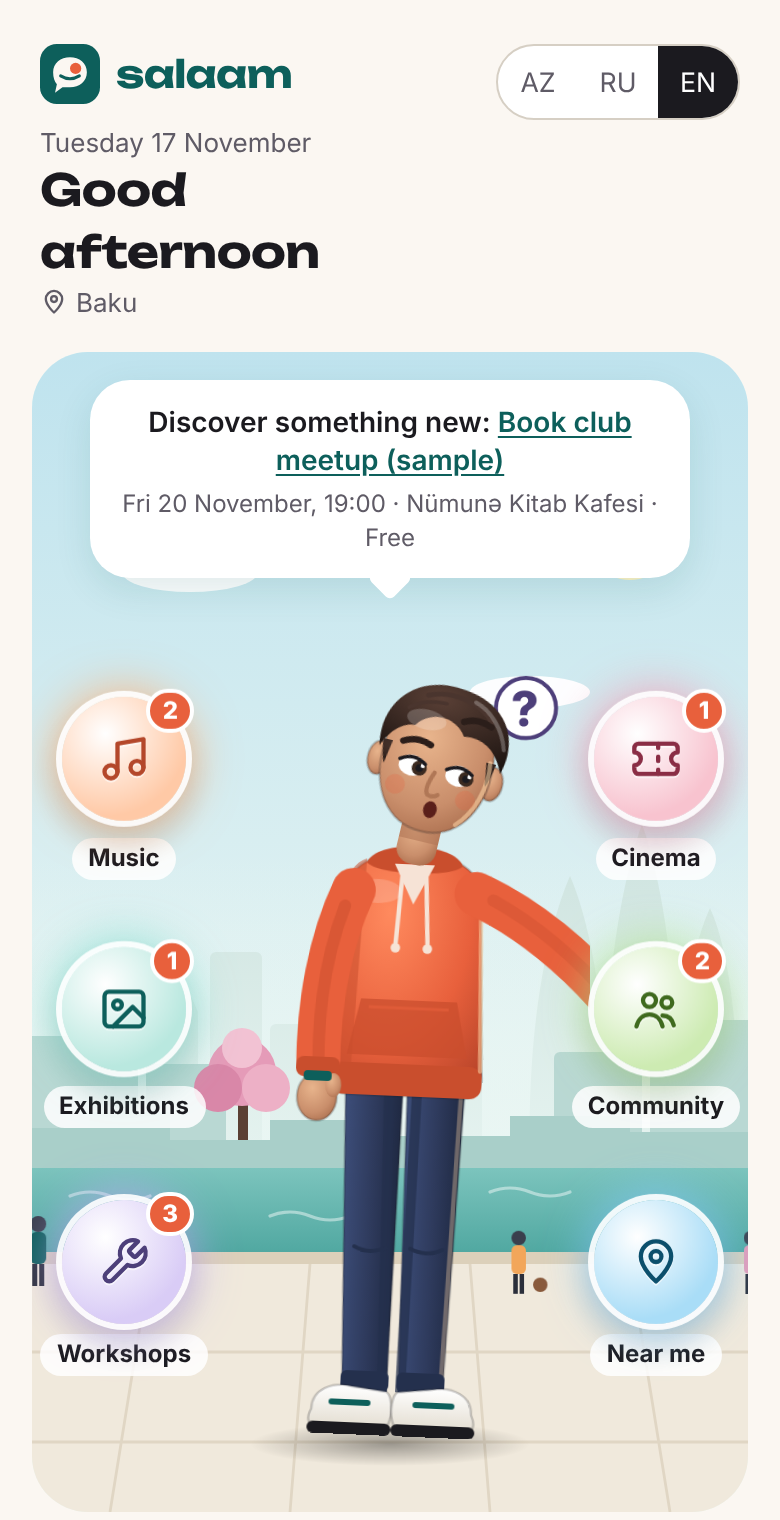 salaam
AZ RU EN
Tuesday 17 November
Good
afternoon
Baku
Discover something new: Book club
meetup (sample)
Fri 20 November, 19:00 · Nümunə Kitab Kafesi ·
Free
?
2
1
Music
Cinema
1
2
Exhibitions
Community
3
Workshops
Near me